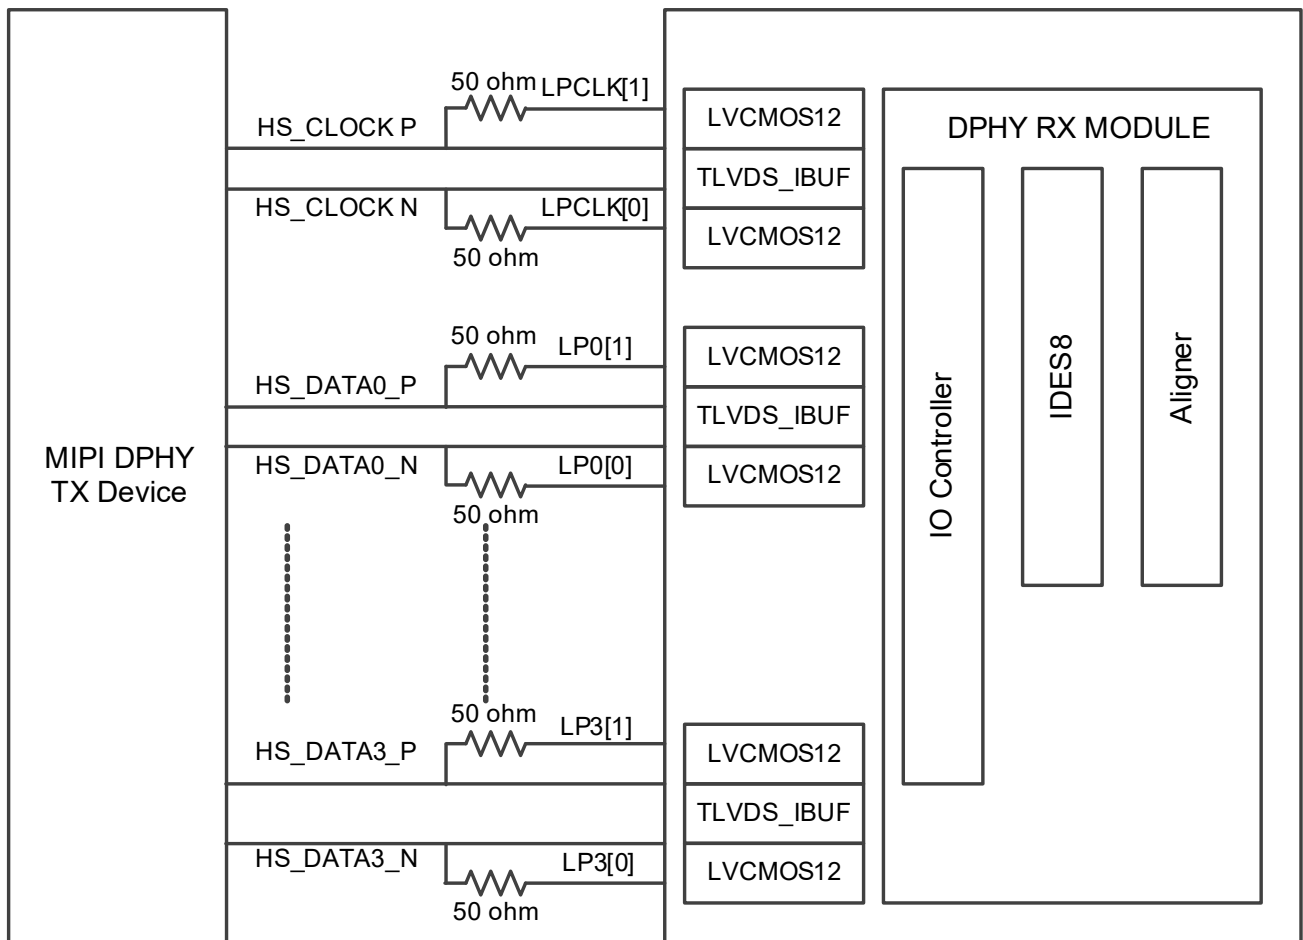 50 ohm
LPCLK[1]
HS_CLOCK P
HS_CLOCK N
LPCLK[0]
50 ohm
50 ohm
LP0[1]
HS_DATA0_P
HS_DATA0_N
LP0[0]
50 ohm
MIPI DPHY
TX Device
50 ohm
LP3[1]
HS_DATA3_P
HS_DATA3_N
LP3[0]
50 ohm
LVCMOS12
TLVDS_IBUF
LVCMOS12
LVCMOS12
TLVDS_IBUF
LVCMOS12
LVCMOS12
TLVDS_IBUF
LVCMOS12
DPHY RX MODULE
IO Controller
IDES8
Aligner